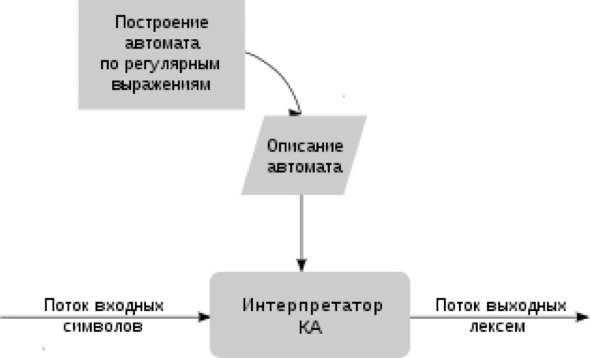 Построение
автомата
по регулярным
выражениям
Описание
автомата
Поток входных
символов
Интерпретатор
КА
Поток выходных
лексем